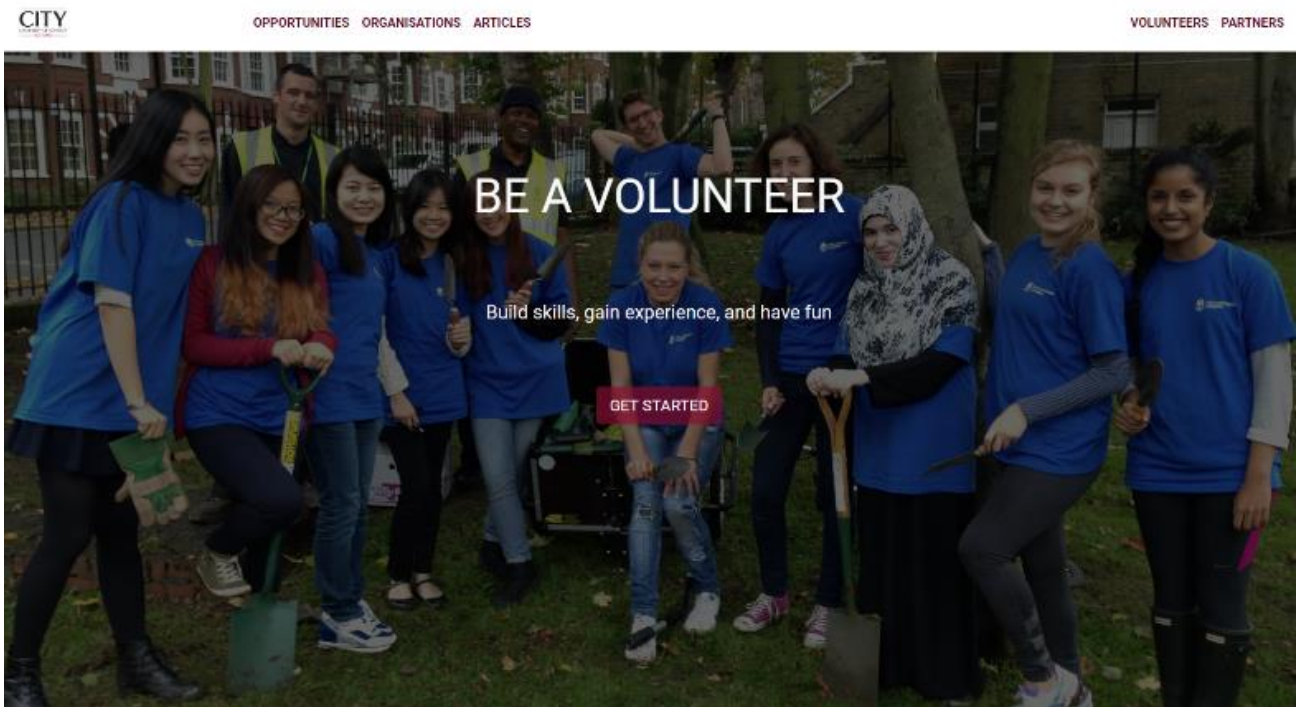 CITY
OPPORTUNITIES ORGANISATIONS ARTICLES
VOLUNTEERS PARTNERS
BE A VOLUNTEER
Build skills, gain experience, and have fun
GET STARTED